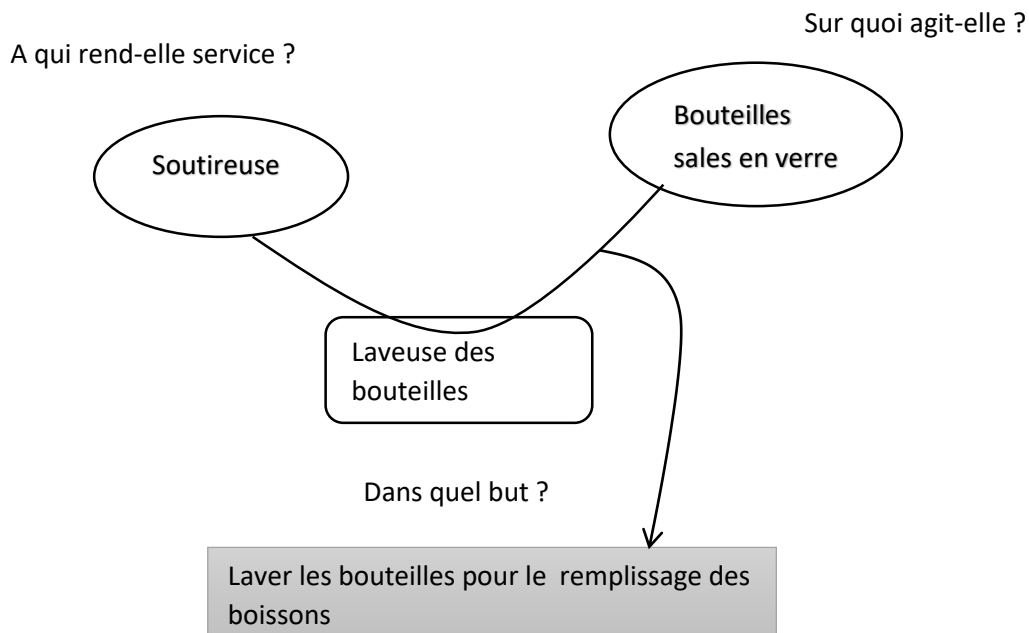 Sur quoi agit-elle ?
A qui rend-elle service ?
Bouteilles
sales en verre
Soutireuse
Laveuse des
bouteilles
Dans quel but ?
Laver les bouteilles pour le remplissage des
boissons